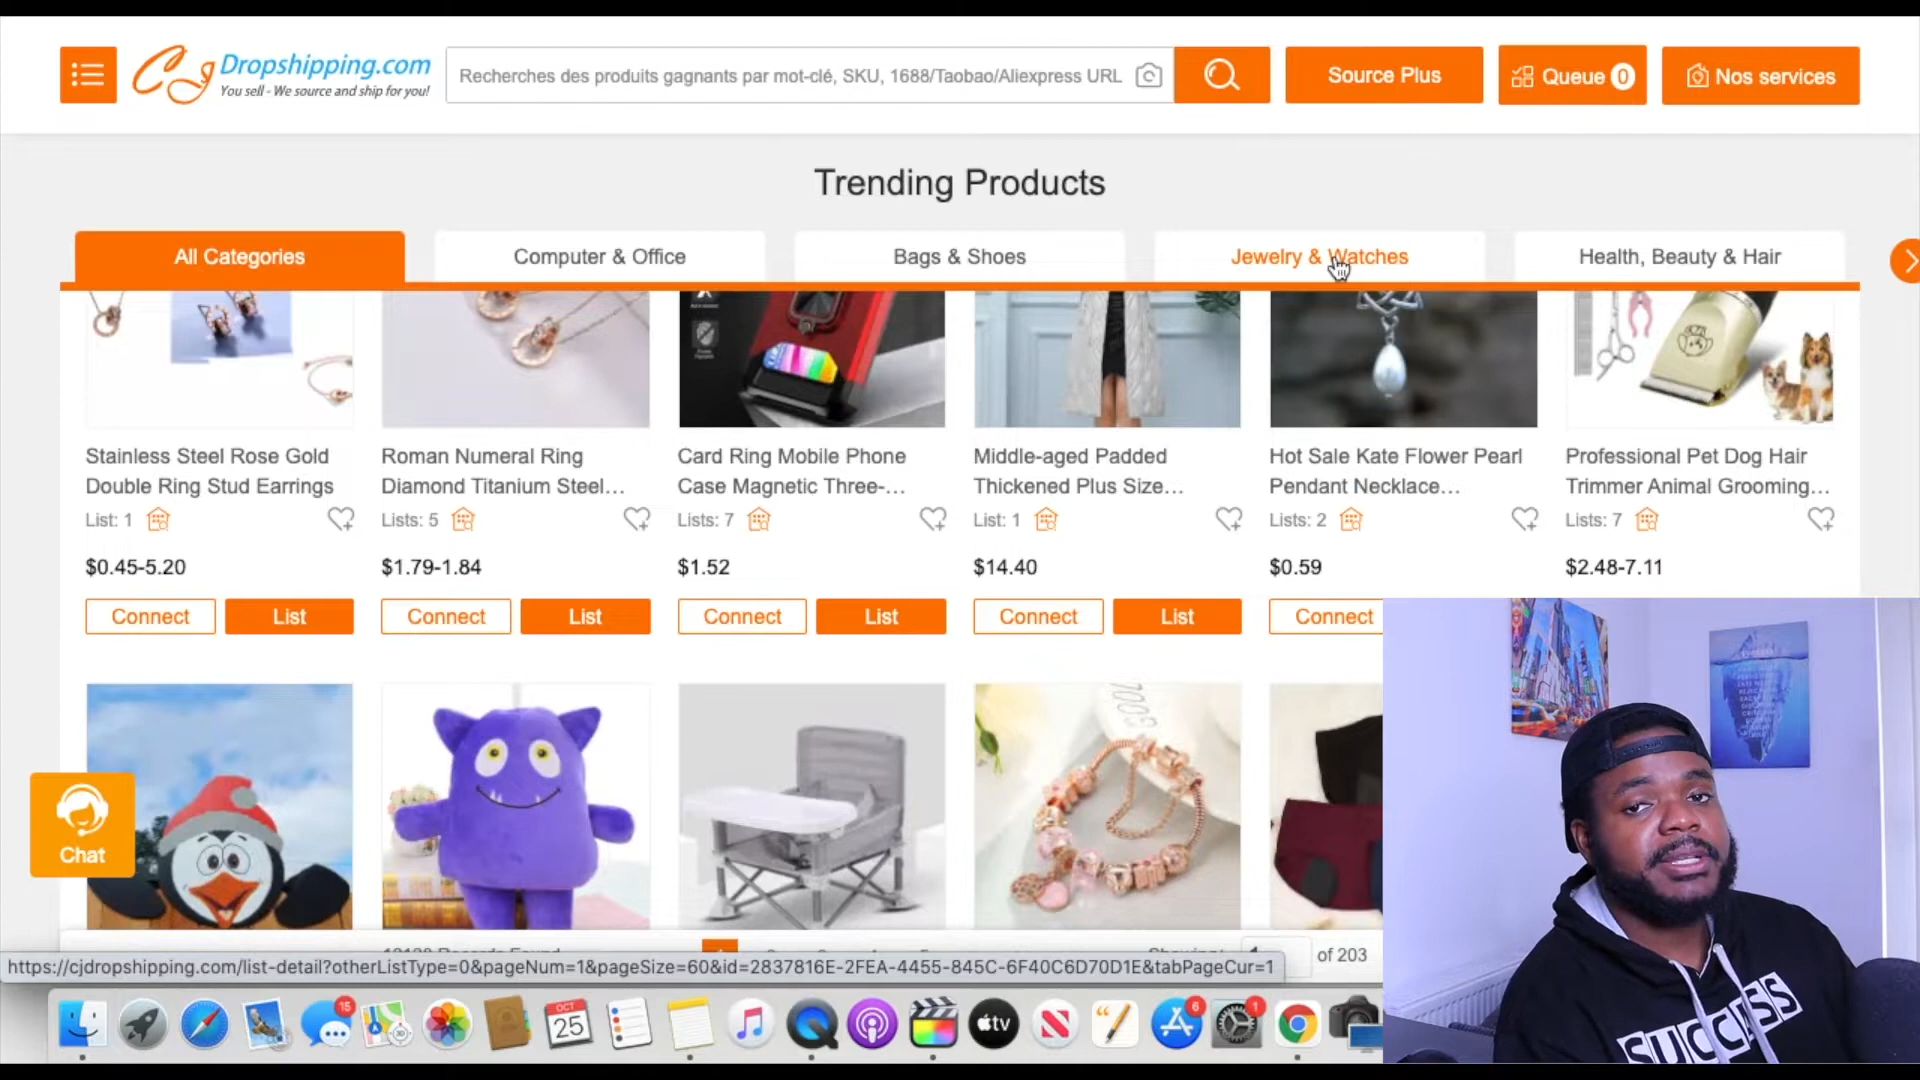 CJ Dropshipping.com
You sell - We source and ship for you!
Recherches des produits gagnants par mot-clé, SKU, 1688/Taobao/Aliexpress URL
Source Plus
Queue 0
Nos services
Trending Products
All Categories
Computer & Office
Bags & Shoes
Jewelry & Watches
Health, Beauty & Hair
Stainless Steel Rose Gold
Double Ring Stud Earrings
List: 1
$0.45-5.20
Connect
List
Roman Numeral Ring
Diamond Titanium Steel...
Lists: 5
$1.79-1.84
Connect
List
Card Ring Mobile Phone
Case Magnetic Three-...
Lists: 7
$1.52
Connect
List
Middle-aged Padded
Thickened Plus Size...
List: 1
$14.40
Connect
List
Hot Sale Kate Flower Pearl
Pendant Necklace...
Lists: 2
$0.59
Connect
Professional Pet Dog Hair
Trimmer Animal Grooming...
Lists: 7
$2.48-7.11
Chat
of 203
https://cjdropshipping.com/list-detail?otherListType=0&pageNum=1&pageSize=60&id=2837816E-2FEA-4455-845C-6F40C6D70D1E&tabPageCur=1
15
OCT
25
tv
6
1
SUCCESS